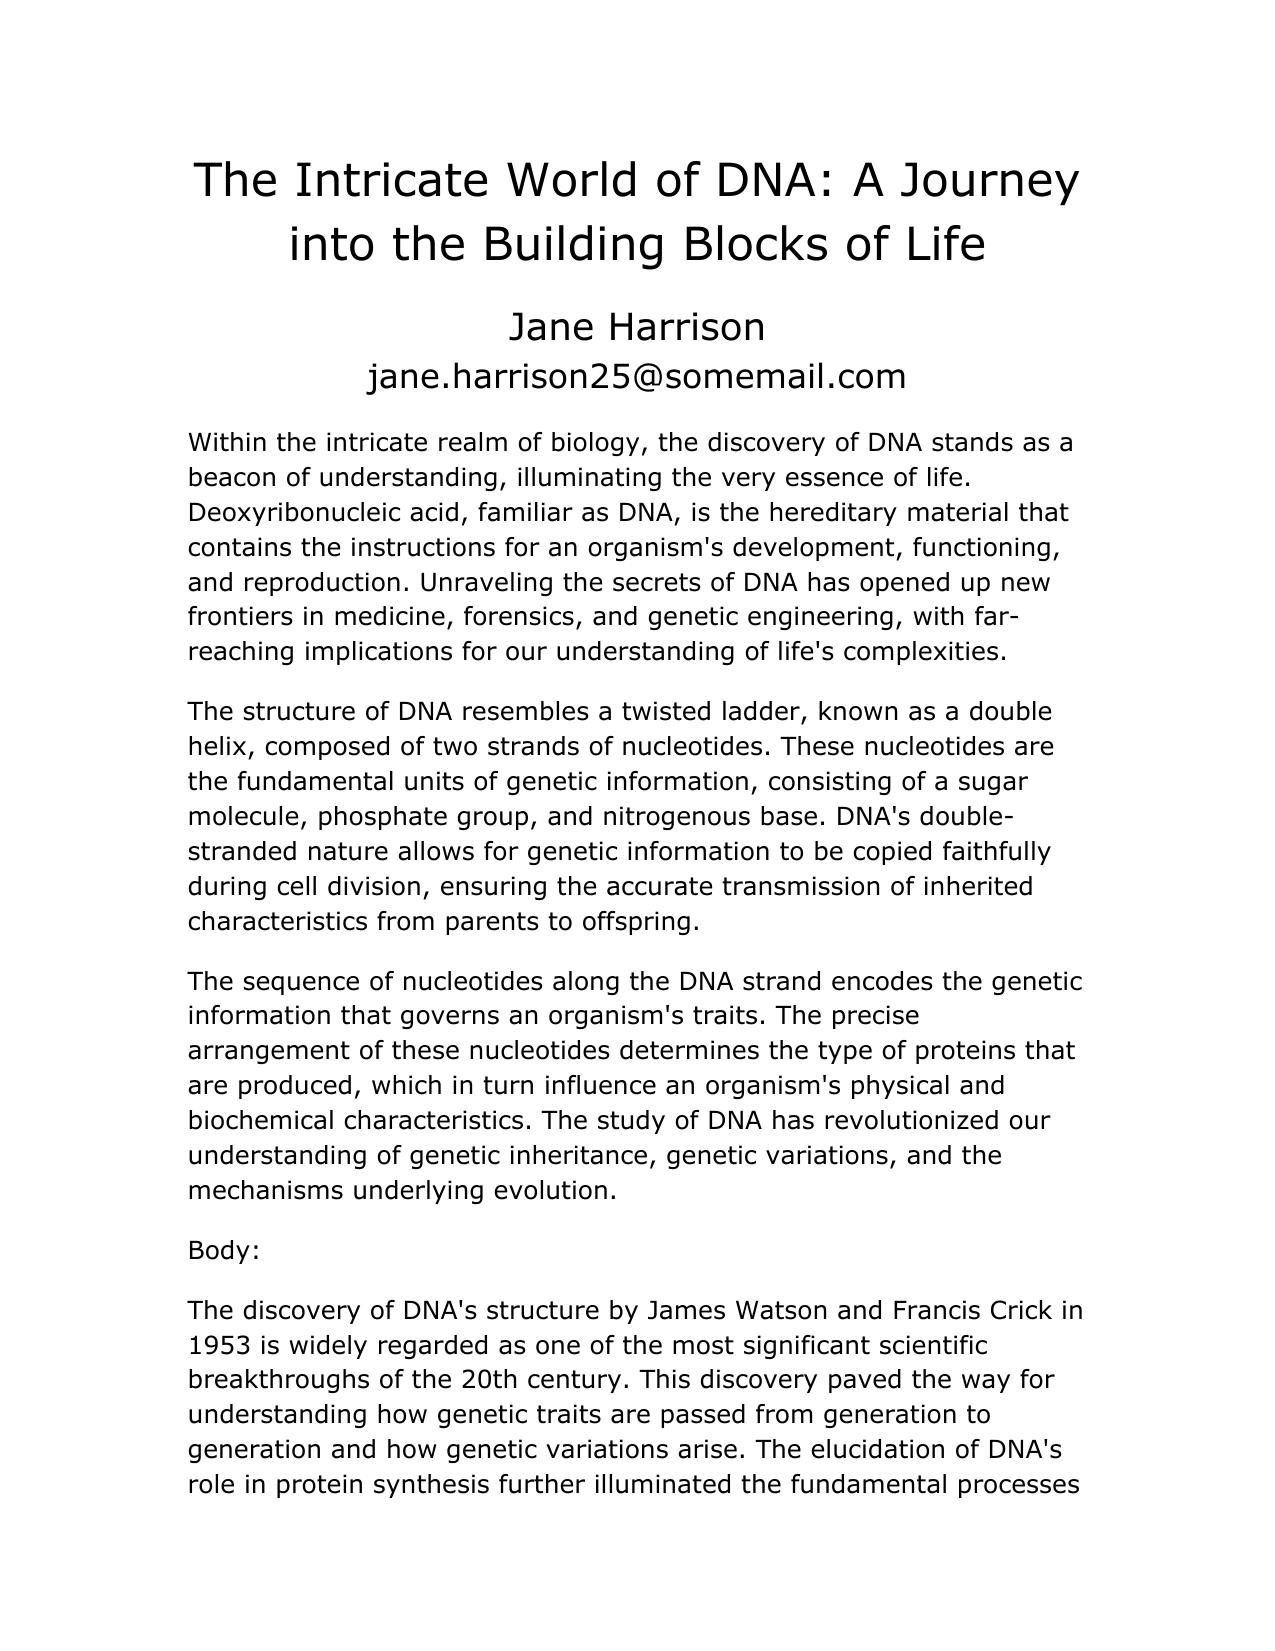 The Intricate World of DNA: A Journey
into the Building Blocks of Life
Jane Harrison
jane.harrison25@somemail.com
Within the intricate realm of biology, the discovery of DNA stands as a
beacon of understanding, illuminating the very essence of life.
Deoxyribonucleic acid, familiar as DNA, is the hereditary material that
contains the instructions for an organism's development, functioning,
and reproduction. Unraveling the secrets of DNA has opened up new
frontiers in medicine, forensics, and genetic engineering, with far-
reaching implications for our understanding of life's complexities.
The structure of DNA resembles a twisted ladder, known as a double
helix, composed of two strands of nucleotides. These nucleotides are
the fundamental units of genetic information, consisting of a sugar
molecule, phosphate group, and nitrogenous base. DNA's double-
stranded nature allows for genetic information to be copied faithfully
during cell division, ensuring the accurate transmission of inherited
characteristics from parents to offspring.
The sequence of nucleotides along the DNA strand encodes the genetic
information that governs an organism's traits. The precise
arrangement of these nucleotides determines the type of proteins that
are produced, which in turn influence an organism's physical and
biochemical characteristics. The study of DNA has revolutionized our
understanding of genetic inheritance, genetic variations, and the
mechanisms underlying evolution.
Body:
The discovery of DNA's structure by James Watson and Francis Crick in
1953 is widely regarded as one of the most significant scientific
breakthroughs of the 20th century. This discovery paved the way for
understanding how genetic traits are passed from generation to
generation and how genetic variations arise. The elucidation of DNA's
role in protein synthesis further illuminated the fundamental processes